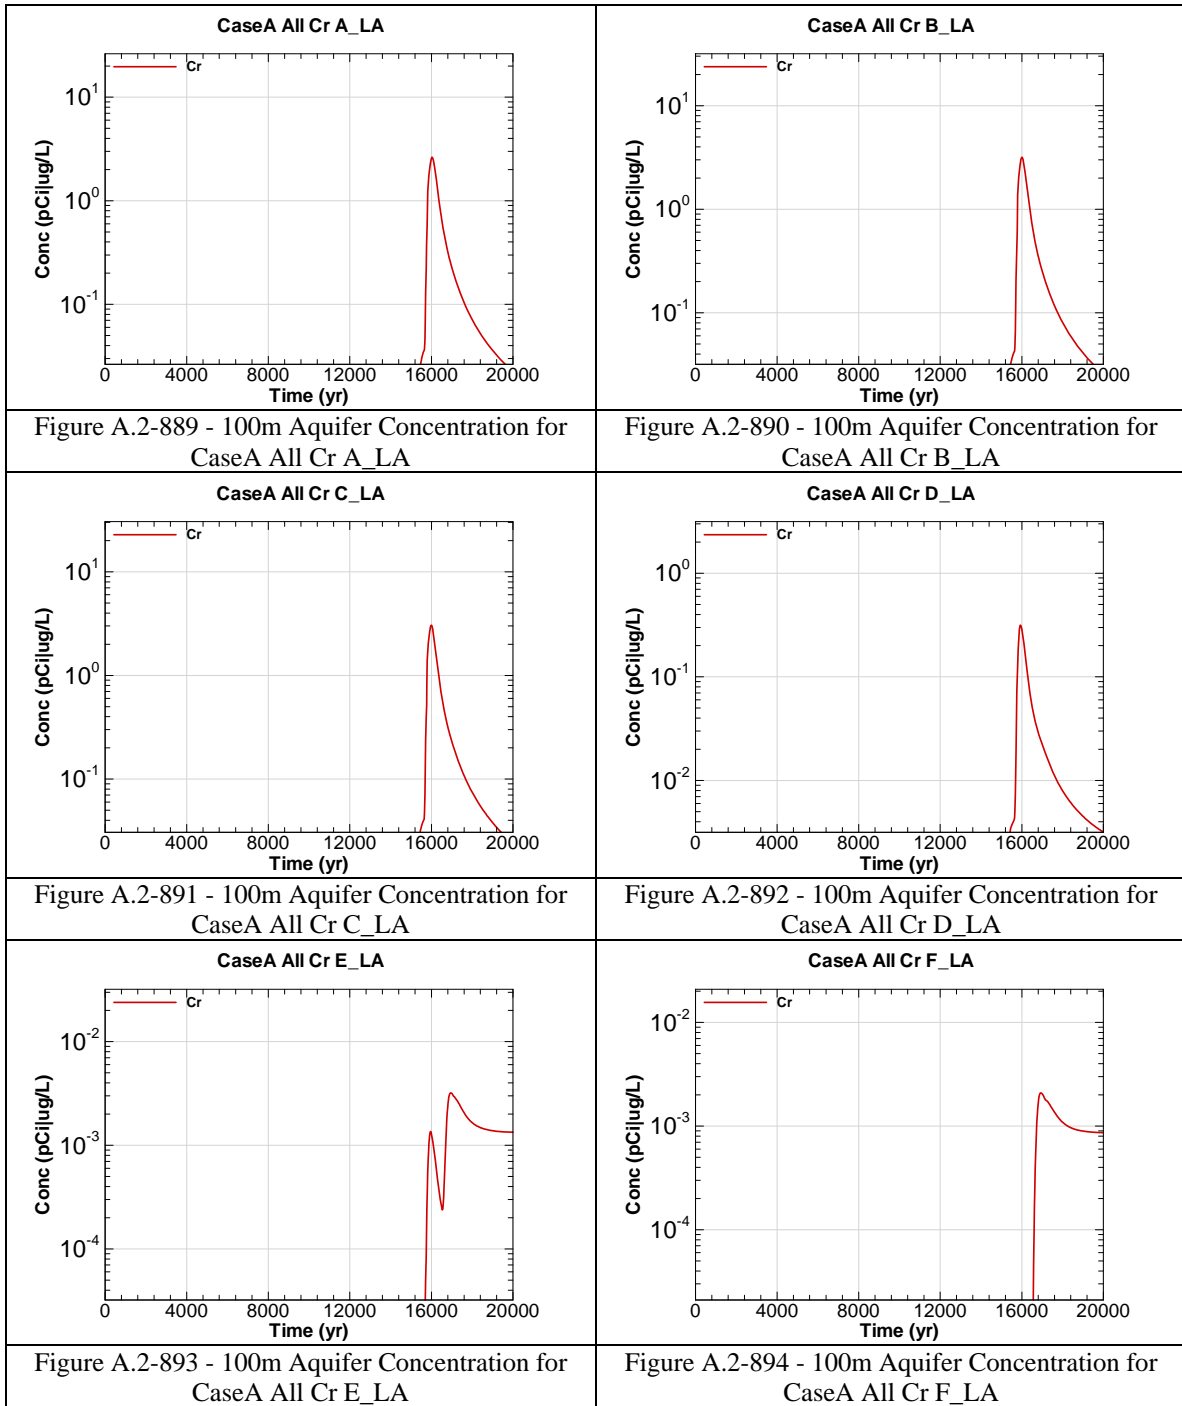 CaseA All Cr A_LA
Cr
10^1
10^0
10^-1
Conc (pCi|ug/L)
0 4000 8000 12000 16000 20000
Time (yr)
Figure A.2-889 - 100m Aquifer Concentration for
CaseA All Cr A_LA
CaseA All Cr B_LA
Cr
10^1
10^0
10^-1
Conc (pCi|ug/L)
0 4000 8000 12000 16000 20000
Time (yr)
Figure A.2-890 - 100m Aquifer Concentration for
CaseA All Cr B_LA
CaseA All Cr C_LA
Cr
10^1
10^0
10^-1
Conc (pCi|ug/L)
0 4000 8000 12000 16000 20000
Time (yr)
Figure A.2-891 - 100m Aquifer Concentration for
CaseA All Cr C_LA
CaseA All Cr D_LA
Cr
10^0
10^-1
10^-2
Conc (pCi|ug/L)
0 4000 8000 12000 16000 20000
Time (yr)
Figure A.2-892 - 100m Aquifer Concentration for
CaseA All Cr D_LA
CaseA All Cr E_LA
Cr
10^-2
10^-3
10^-4
Conc (pCi|ug/L)
0 4000 8000 12000 16000 20000
Time (yr)
Figure A.2-893 - 100m Aquifer Concentration for
CaseA All Cr E_LA
CaseA All Cr F_LA
Cr
10^-2
10^-3
10^-4
Conc (pCi|ug/L)
0 4000 8000 12000 16000 20000
Time (yr)
Figure A.2-894 - 100m Aquifer Concentration for
CaseA All Cr F_LA